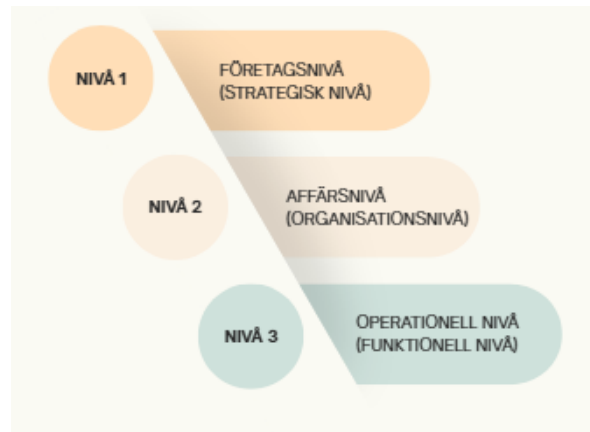 NIVÅ 1
FÖRETAGSNIVÅ
(STRATEGISK NIVÅ)
NIVÅ 2
AFFÄRSNIVÅ
(ORGANISATIONSNIVÅ)
NIVÅ 3
OPERATIONELL NIVÅ
(FUNKTIONELL NIVÅ)